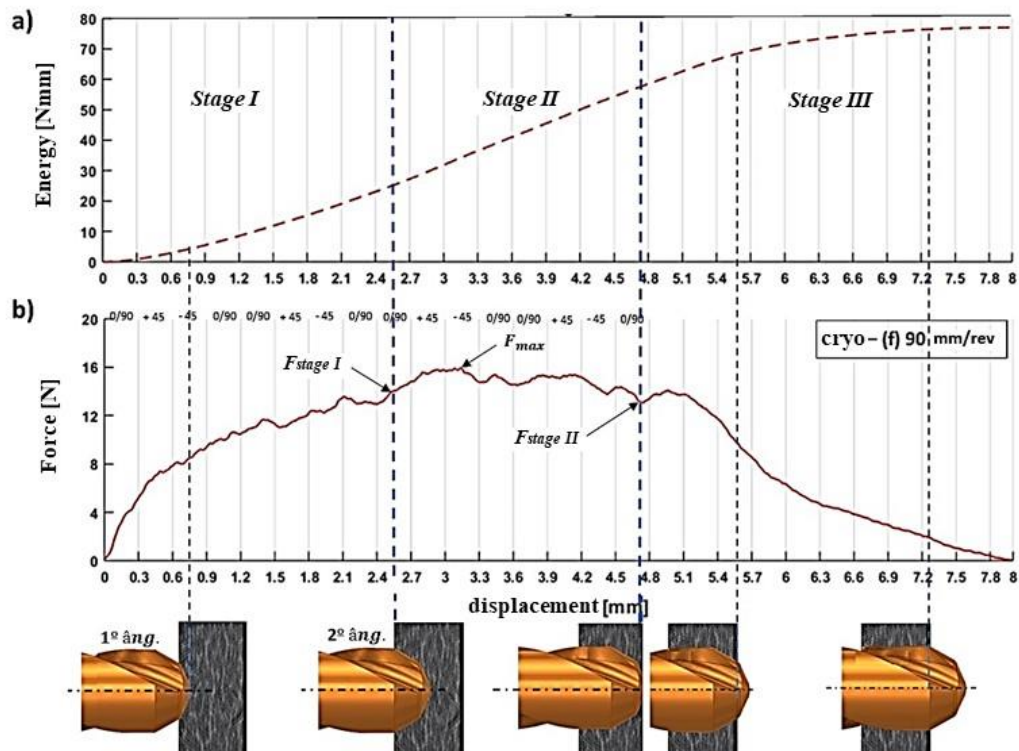 a)
80
70
60
50
40
30
20
10
0
Energy [Nmm]
Stage I
Stage II
Stage III
0 0.3 0.6 0.9 1.2 1.5 1.8 2.1 2.4 2.7 3 3.3 3.6 3.9 4.2 4.5 4.8 5.1 5.4 5.7 6 6.3 6.6 6.9 7.2 7.5 7.8 8
b)
0/90 +45 -45 0/90 0/90 +45 -45 0/90 0/90 +45 -45 0/90 0/90 +45 -45 0/90
20
16
12
8
4
0
Force [N]
Fstage I
Fmax
Fstage II
cryo – (f) 90 mm/rev
0 0.3 0.6 0.9 1.2 1.5 1.8 2.1 2.4 2.7 3 3.3 3.6 3.9 4.2 4.5 4.8 5.1 5.4 5.7 6 6.3 6.6 6.9 7.2 7.5 7.8 8
displacement [mm]
1º âng.
2º âng.